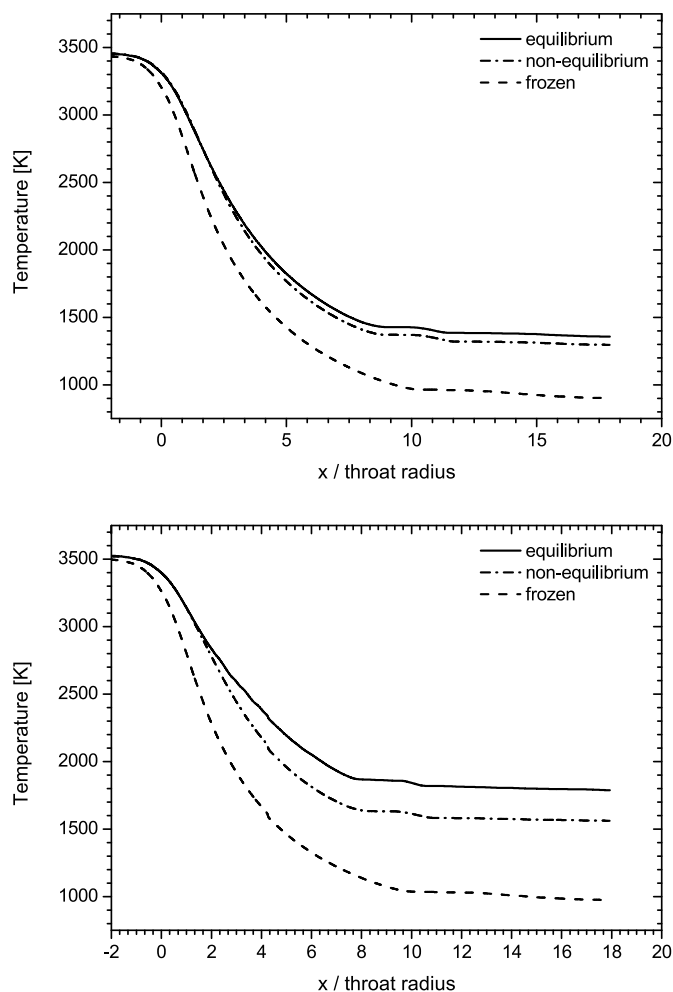 3500
3000
2500
2000
1500
1000
Temperature [K]
equilibrium
non-equilibrium
frozen
0
5
10
15
20
x / throat radius
3500
3000
2500
2000
1500
1000
Temperature [K]
equilibrium
non-equilibrium
frozen
-2
0
2
4
6
8
10
12
14
16
18
20
x / throat radius